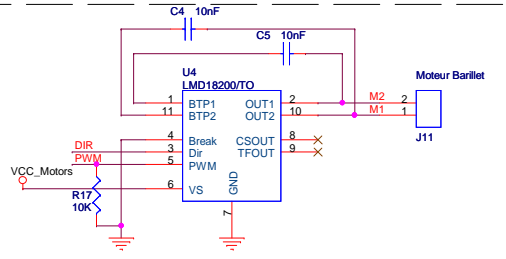 C4 10nF
C5 10nF
U4
LMD18200/TO
Moteur Barillet
1 BTP1 OUT1 2 M2 2
11 BTP2 OUT2 10 M1 1
J11
4 Break CSOUT 8
DIR 3 Dir TFOUT 9
PWM 5 PWM
VCC_Motors
6 VS GND
R17
10K
7